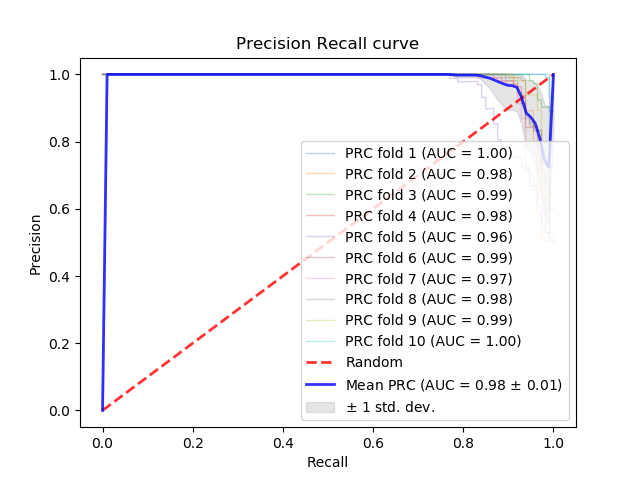 Precision Recall curve
Precision
1.0
0.8
0.6
0.4
0.2
0.0
PRC fold 1 (AUC = 1.00)
PRC fold 2 (AUC = 0.98)
PRC fold 3 (AUC = 0.99)
PRC fold 4 (AUC = 0.98)
PRC fold 5 (AUC = 0.96)
PRC fold 6 (AUC = 0.99)
PRC fold 7 (AUC = 0.97)
PRC fold 8 (AUC = 0.98)
PRC fold 9 (AUC = 0.99)
PRC fold 10 (AUC = 1.00)
Random
Mean PRC (AUC = 0.98 ± 0.01)
± 1 std. dev.
0.0 0.2 0.4 0.6 0.8 1.0
Recall